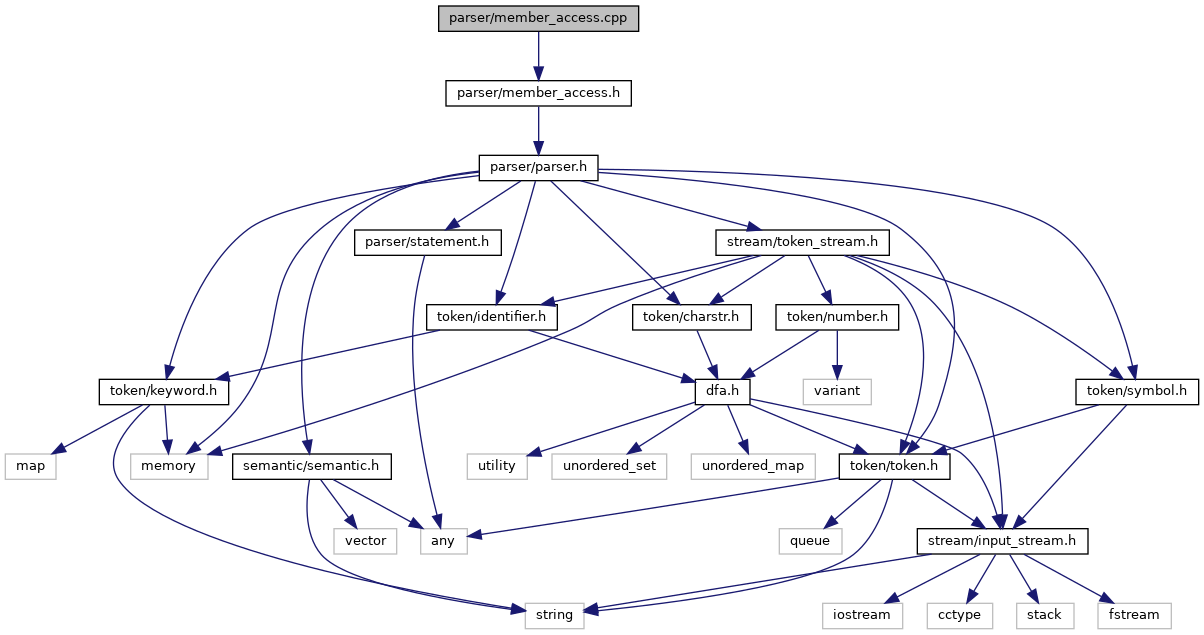 parser/member_access.cpp
parser/member_access.h
parser/parser.h
parser/statement.h
stream/token_stream.h
token/identifier.h
token/charstr.h
token/number.h
token/keyword.h
dfa.h
variant
token/symbol.h
map
memory
semantic/semantic.h
utility
unordered_set
unordered_map
token/token.h
vector
any
queue
stream/input_stream.h
string
iostream
cctype
stack
fstream